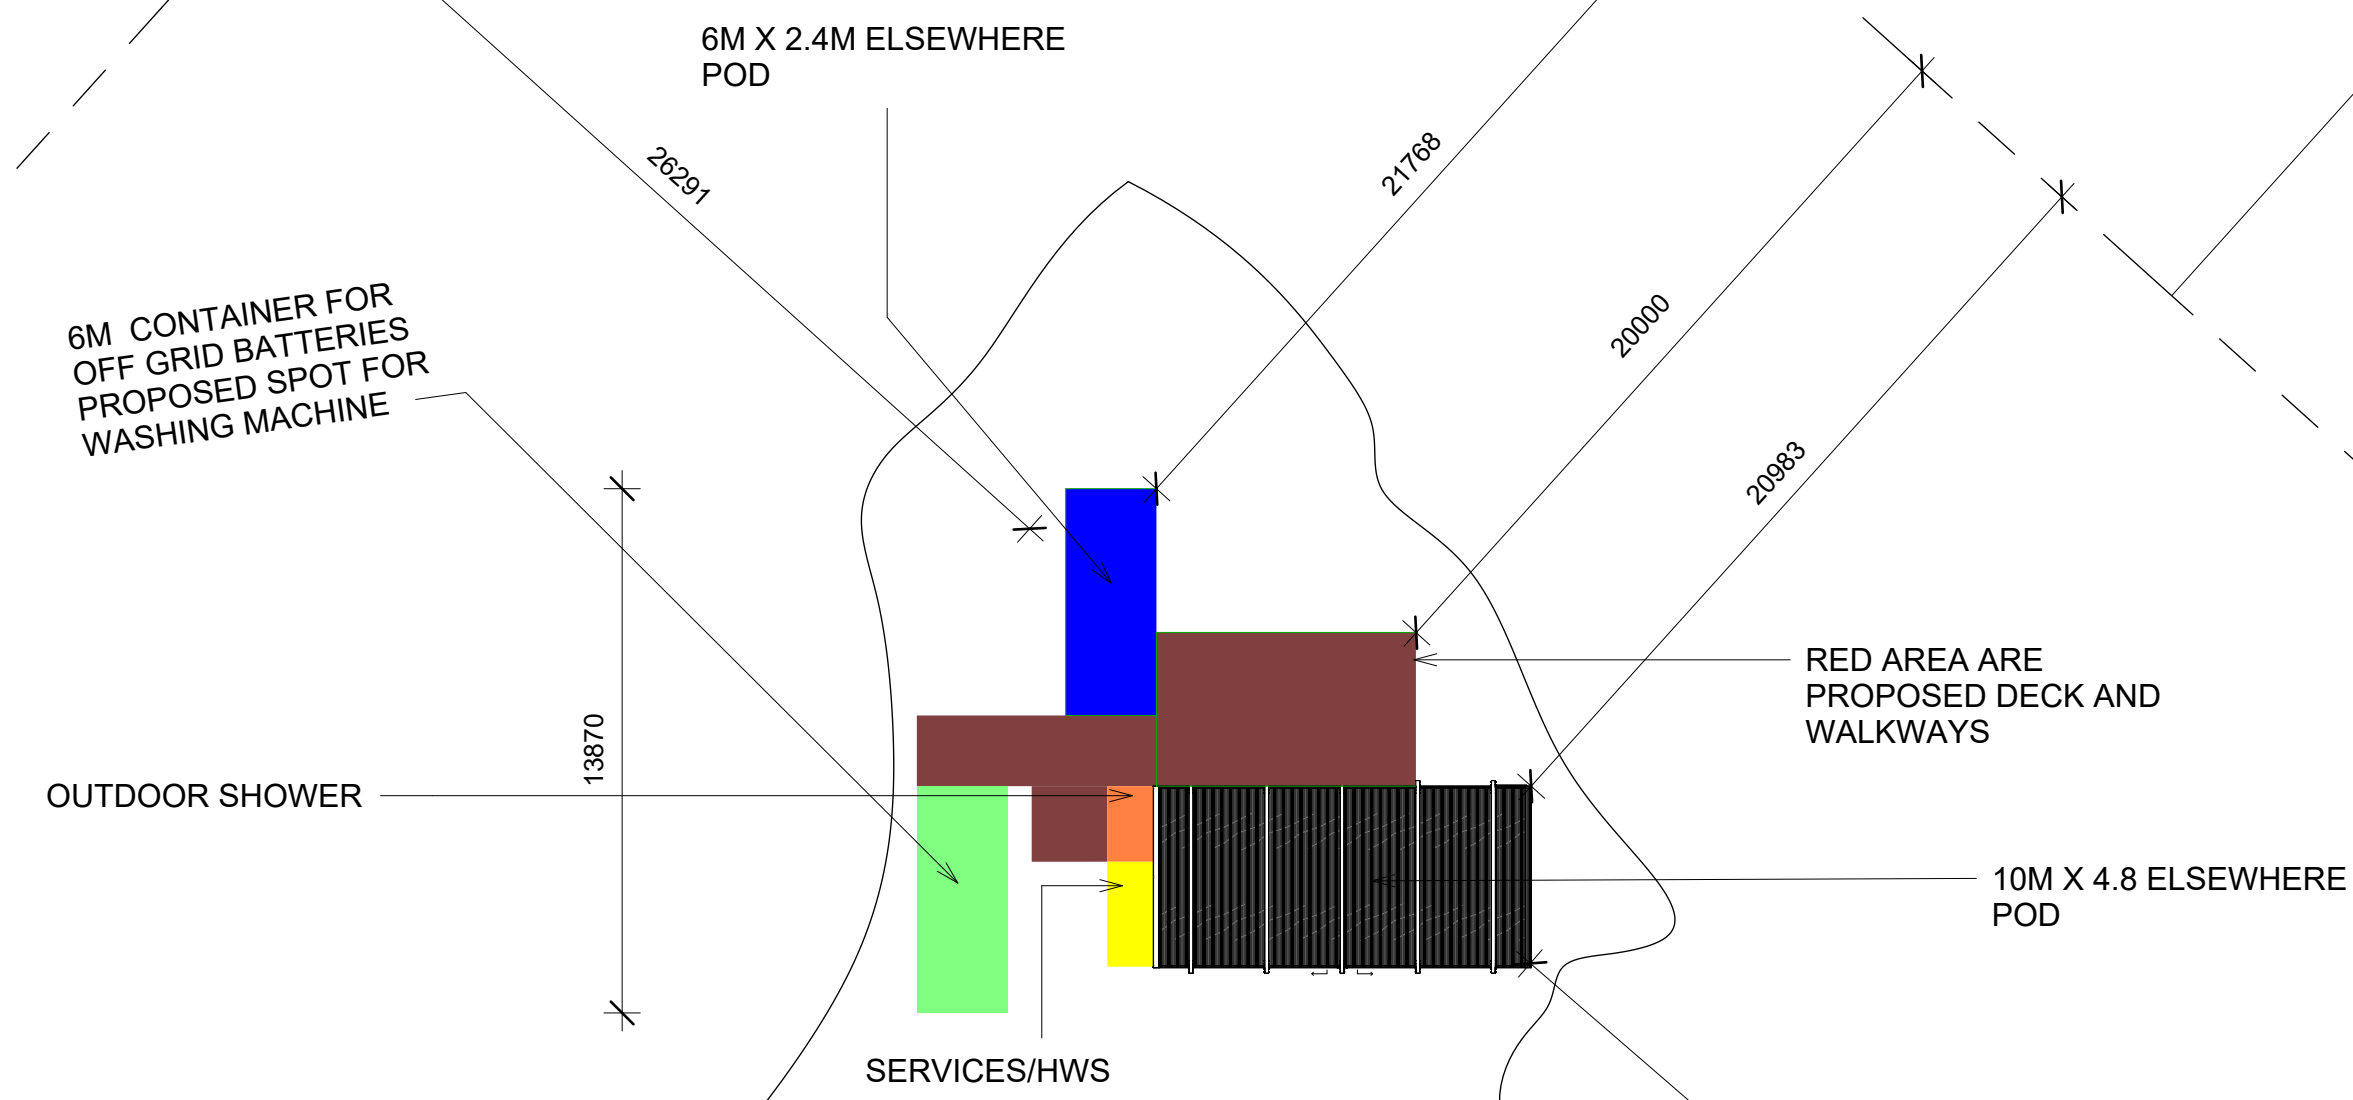 6M X 2.4M ELSEWHERE
POD
26291
21768
20000
20983
6M  CONTAINER FOR
OFF GRID BATTERIES
PROPOSED SPOT FOR
WASHING MACHINE
RED AREA ARE
PROPOSED DECK AND
WALKWAYS
13870
OUTDOOR SHOWER
10M X 4.8 ELSEWHERE
POD
SERVICES/HWS